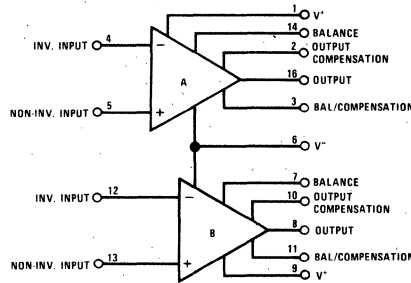 1 V+
14 BALANCE
4 INV. INPUT
2 OUTPUT
COMPENSATION
A
16 OUTPUT
5 NON-INV. INPUT
3 BAL/COMPENSATION
6 V-
7 BALANCE
12 INV. INPUT
10 OUTPUT
COMPENSATION
8 OUTPUT
B
11 BAL/COMPENSATION
13 NON-INV. INPUT
9 V+